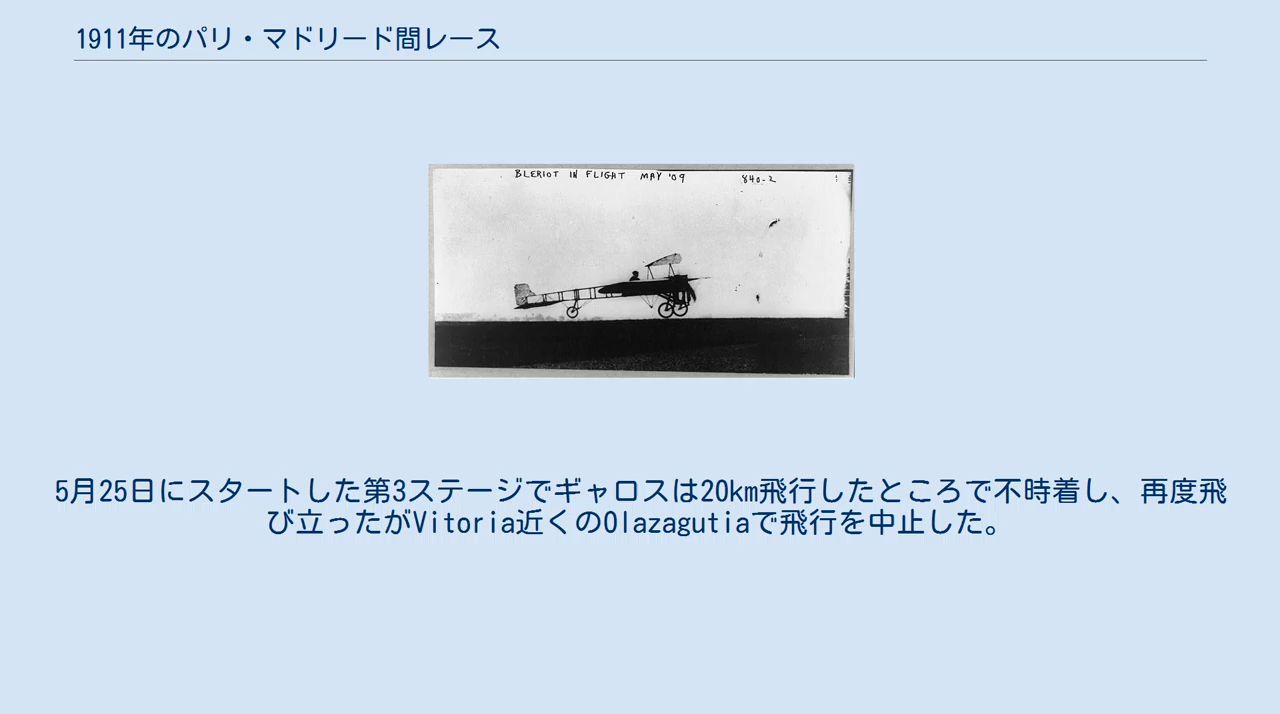 1911年のパリ・マドリード間レース
BLERIOT IN FLIGHT MAY '09 840-2
5月25日にスタートした第3ステージでギャロスは20km飛行したところで不時着し、再度飛
び立ったがVitoria近くのOlazagutiaで飛行を中止した。